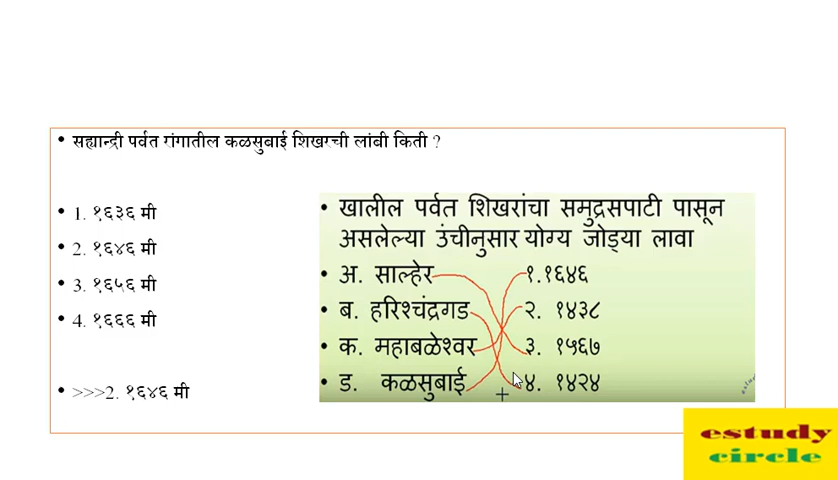 • सह्यान्द्री पर्वत रांगातील कळसुबाई शिखरची लांबी किती ?
• 1. १६३६ मी
• 2. १६४६ मी
• 3. १६५६ मी
• 4. १६६६ मी
• >>>2. १६४६ मी
• खालील पर्वत शिखरांचा समुद्रसपाटी पासून
असलेल्या उंचीनुसार योग्य जोड्या लावा
• अ. साल्हेर १.१६४६
• ब. हरिश्चंद्रगड २. १४३८
• क. महाबळेश्वर ३. १५६७
• ड. कळसुबाई ४. १४२४
estudy
circle